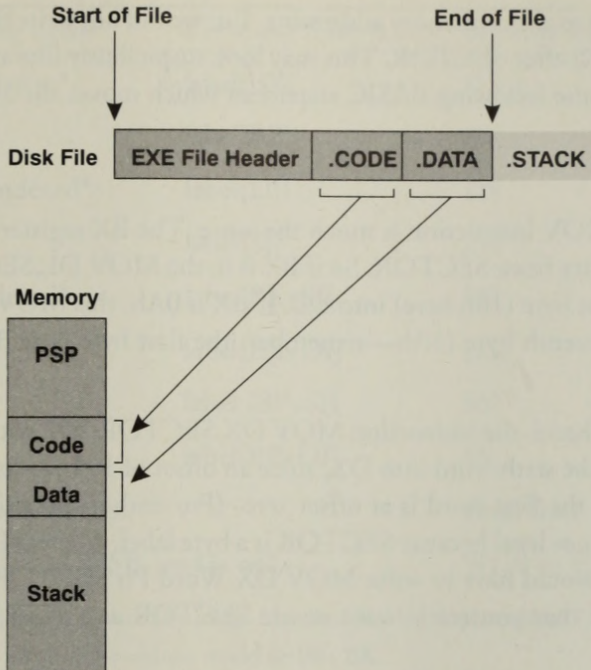 Start of File
End of File
Disk File
EXE File Header
.CODE
.DATA
.STACK
Memory
PSP
Code
Data
Stack